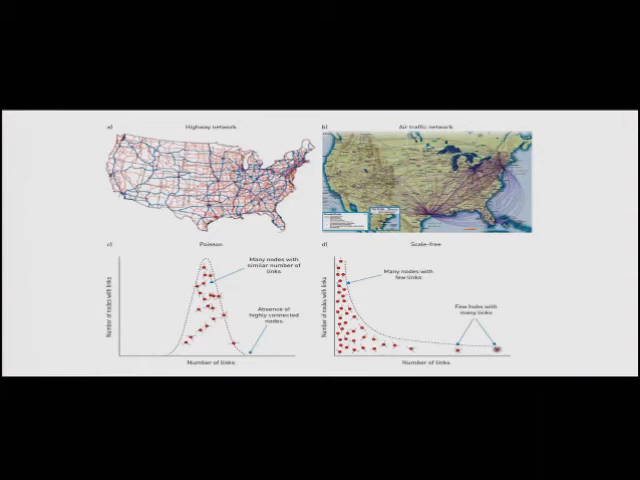 a)
Highway network
b)
Air traffic network
c)
Poisson
d)
Scale-free
Number of nodes with links
Many nodes with
similar number of
links
Absence of
highly connected
nodes
Number of links
Number of nodes with links
Many nodes with
few links
Few hubs with
many links
Number of links